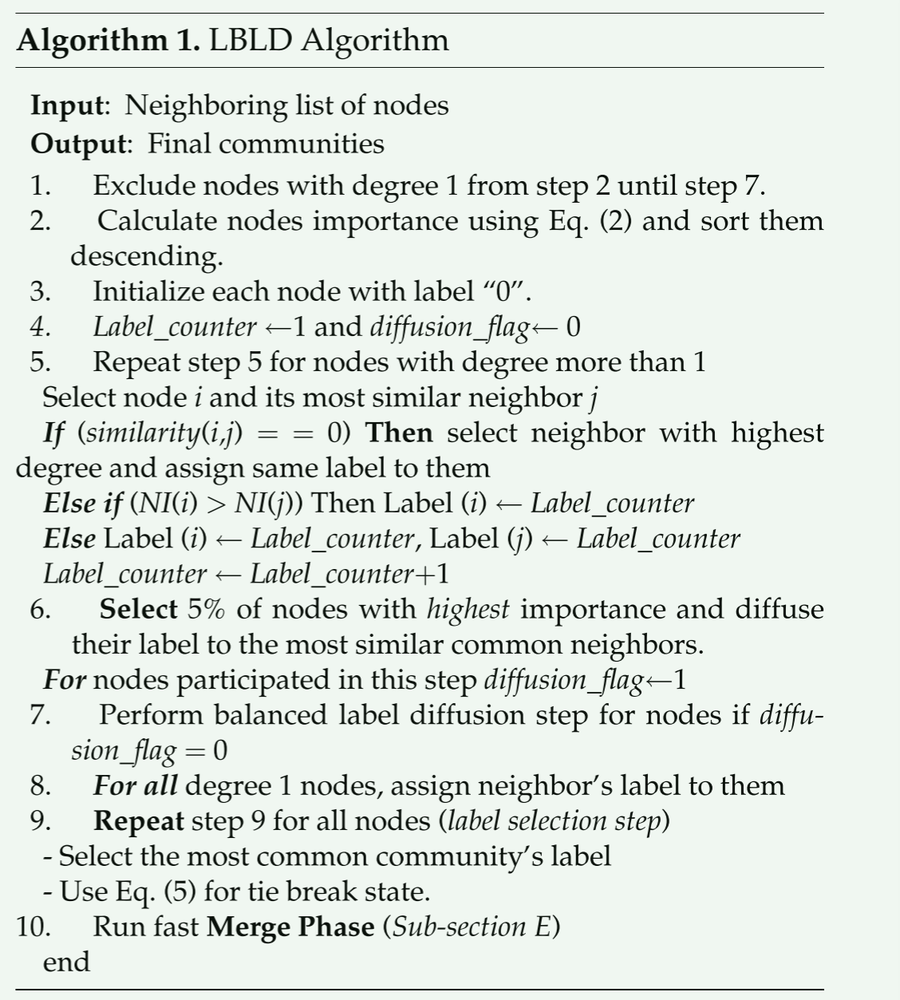 Algorithm 1. LBLD Algorithm
Input: Neighboring list of nodes
Output: Final communities
1. Exclude nodes with degree 1 from step 2 until step 7.
2. Calculate nodes importance using Eq. (2) and sort them
descending.
3. Initialize each node with label “0”.
4. Label_counter ←1 and diffusion_flag← 0
5. Repeat step 5 for nodes with degree more than 1
Select node i and its most similar neighbor j
If (similarity(i,j) = = 0) Then select neighbor with highest
degree and assign same label to them
Else if (NI(i) > NI(j)) Then Label (i) ← Label_counter
Else Label (i) ← Label_counter, Label (j) ← Label_counter
Label_counter ← Label_counter+1
6. Select 5% of nodes with highest importance and diffuse
their label to the most similar common neighbors.
For nodes participated in this step diffusion_flag←1
7. Perform balanced label diffusion step for nodes if diffu-
sion_flag = 0
8. For all degree 1 nodes, assign neighbor’s label to them
9. Repeat step 9 for all nodes (label selection step)
- Select the most common community’s label
- Use Eq. (5) for tie break state.
10. Run fast Merge Phase (Sub-section E)
end